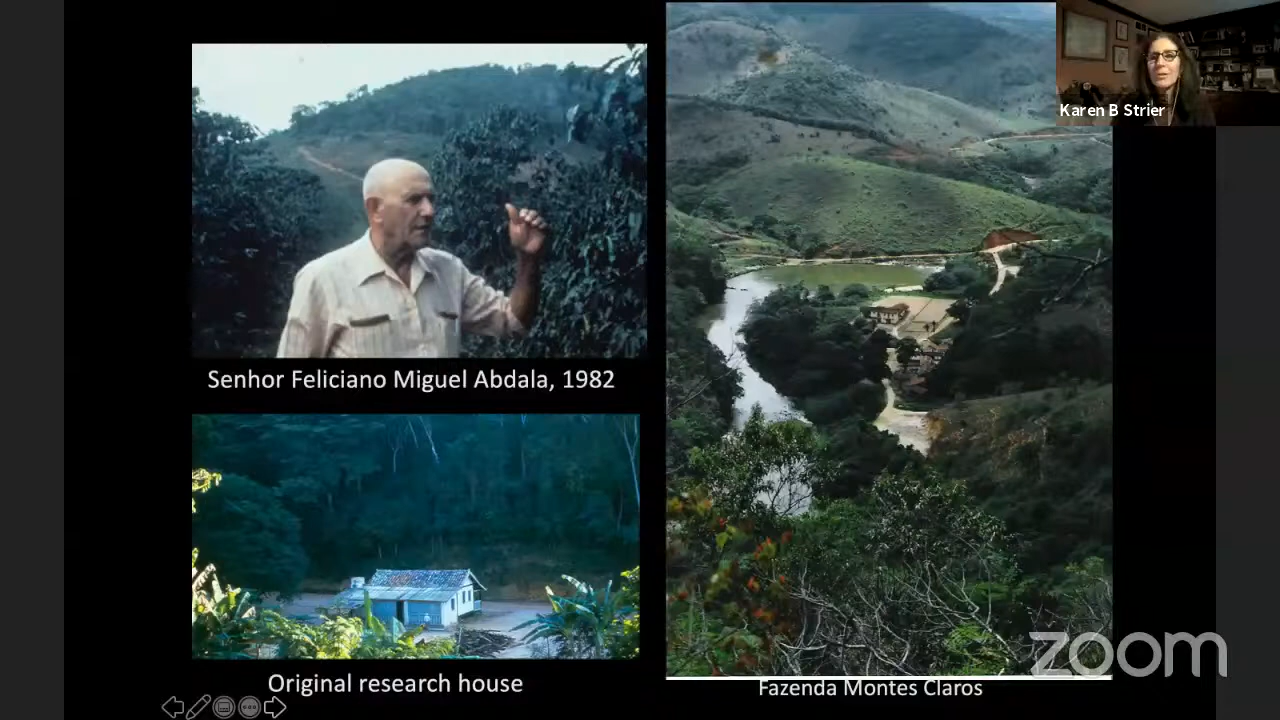 Karen B Strier
Senhor Feliciano Miguel Abdala, 1982
Original research house
Fazenda Montes Claros
zoom